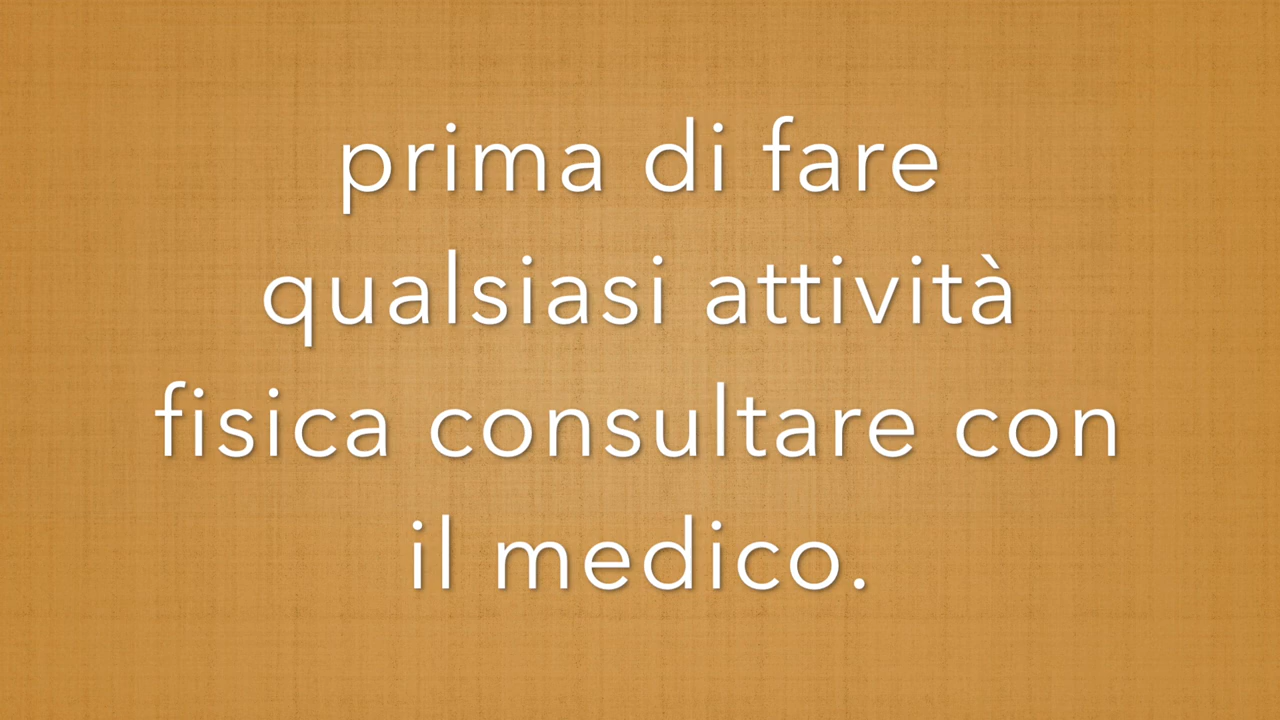 prima di fare
qualsiasi attività
fisica consultare con
il medico.